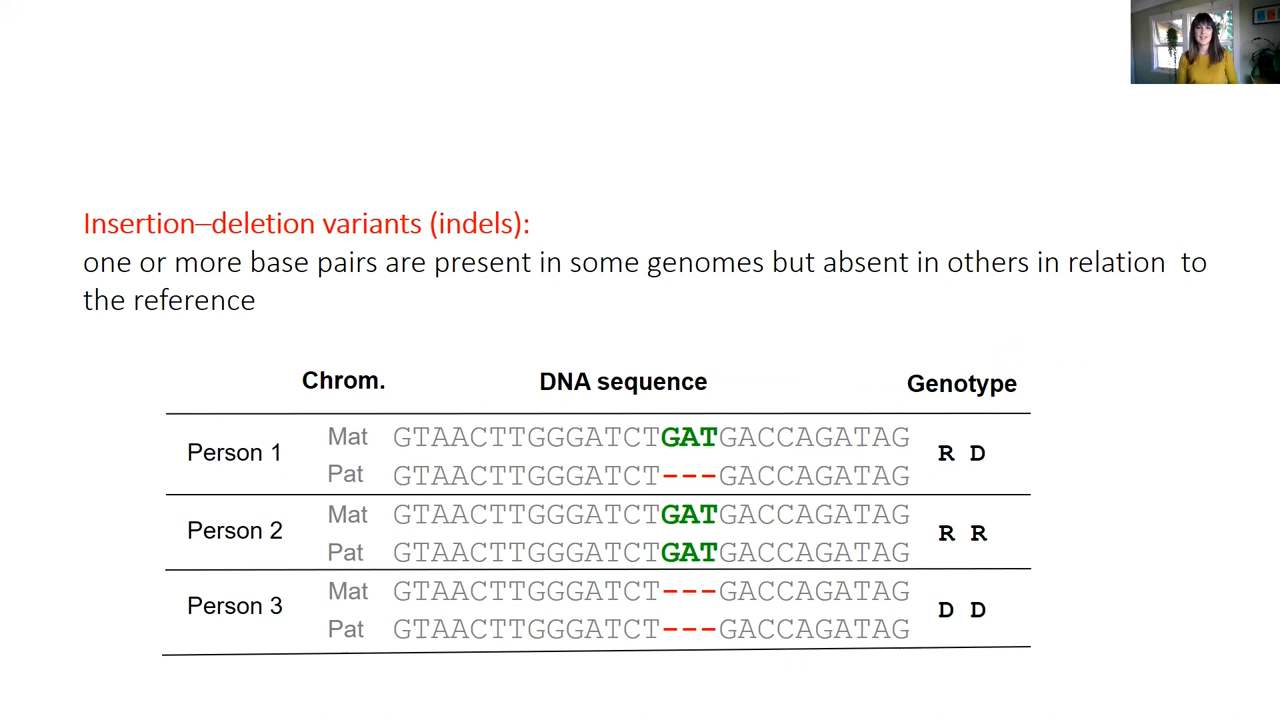 Insertion–deletion variants (indels):
one or more base pairs are present in some genomes but absent in others in relation to
the reference
Chrom. DNA sequence Genotype
Person 1
Mat GTAACTTGGGATCTGATGACCAGATAG
Pat GTAACTTGGGATCT---GACCAGATAG
R D
Person 2
Mat GTAACTTGGGATCTGATGACCAGATAG
Pat GTAACTTGGGATCTGATGACCAGATAG
R R
Person 3
Mat GTAACTTGGGATCT---GACCAGATAG
Pat GTAACTTGGGATCT---GACCAGATAG
D D